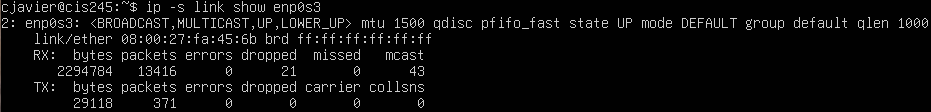 cjavier@cis245:~$ ip -s link show enp0s3
2: enp0s3: <BROADCAST,MULTICAST,UP,LOWER_UP> mtu 1500 qdisc pfifo_fast state UP mode DEFAULT group default qlen 1000
    link/ether 08:00:27:fa:45:6b brd ff:ff:ff:ff:ff:ff
    RX:  bytes packets errors dropped  missed   mcast
       2294784   13416      0      21       0      43
    TX:  bytes packets errors dropped carrier collsns
         29118     371      0       0       0       0